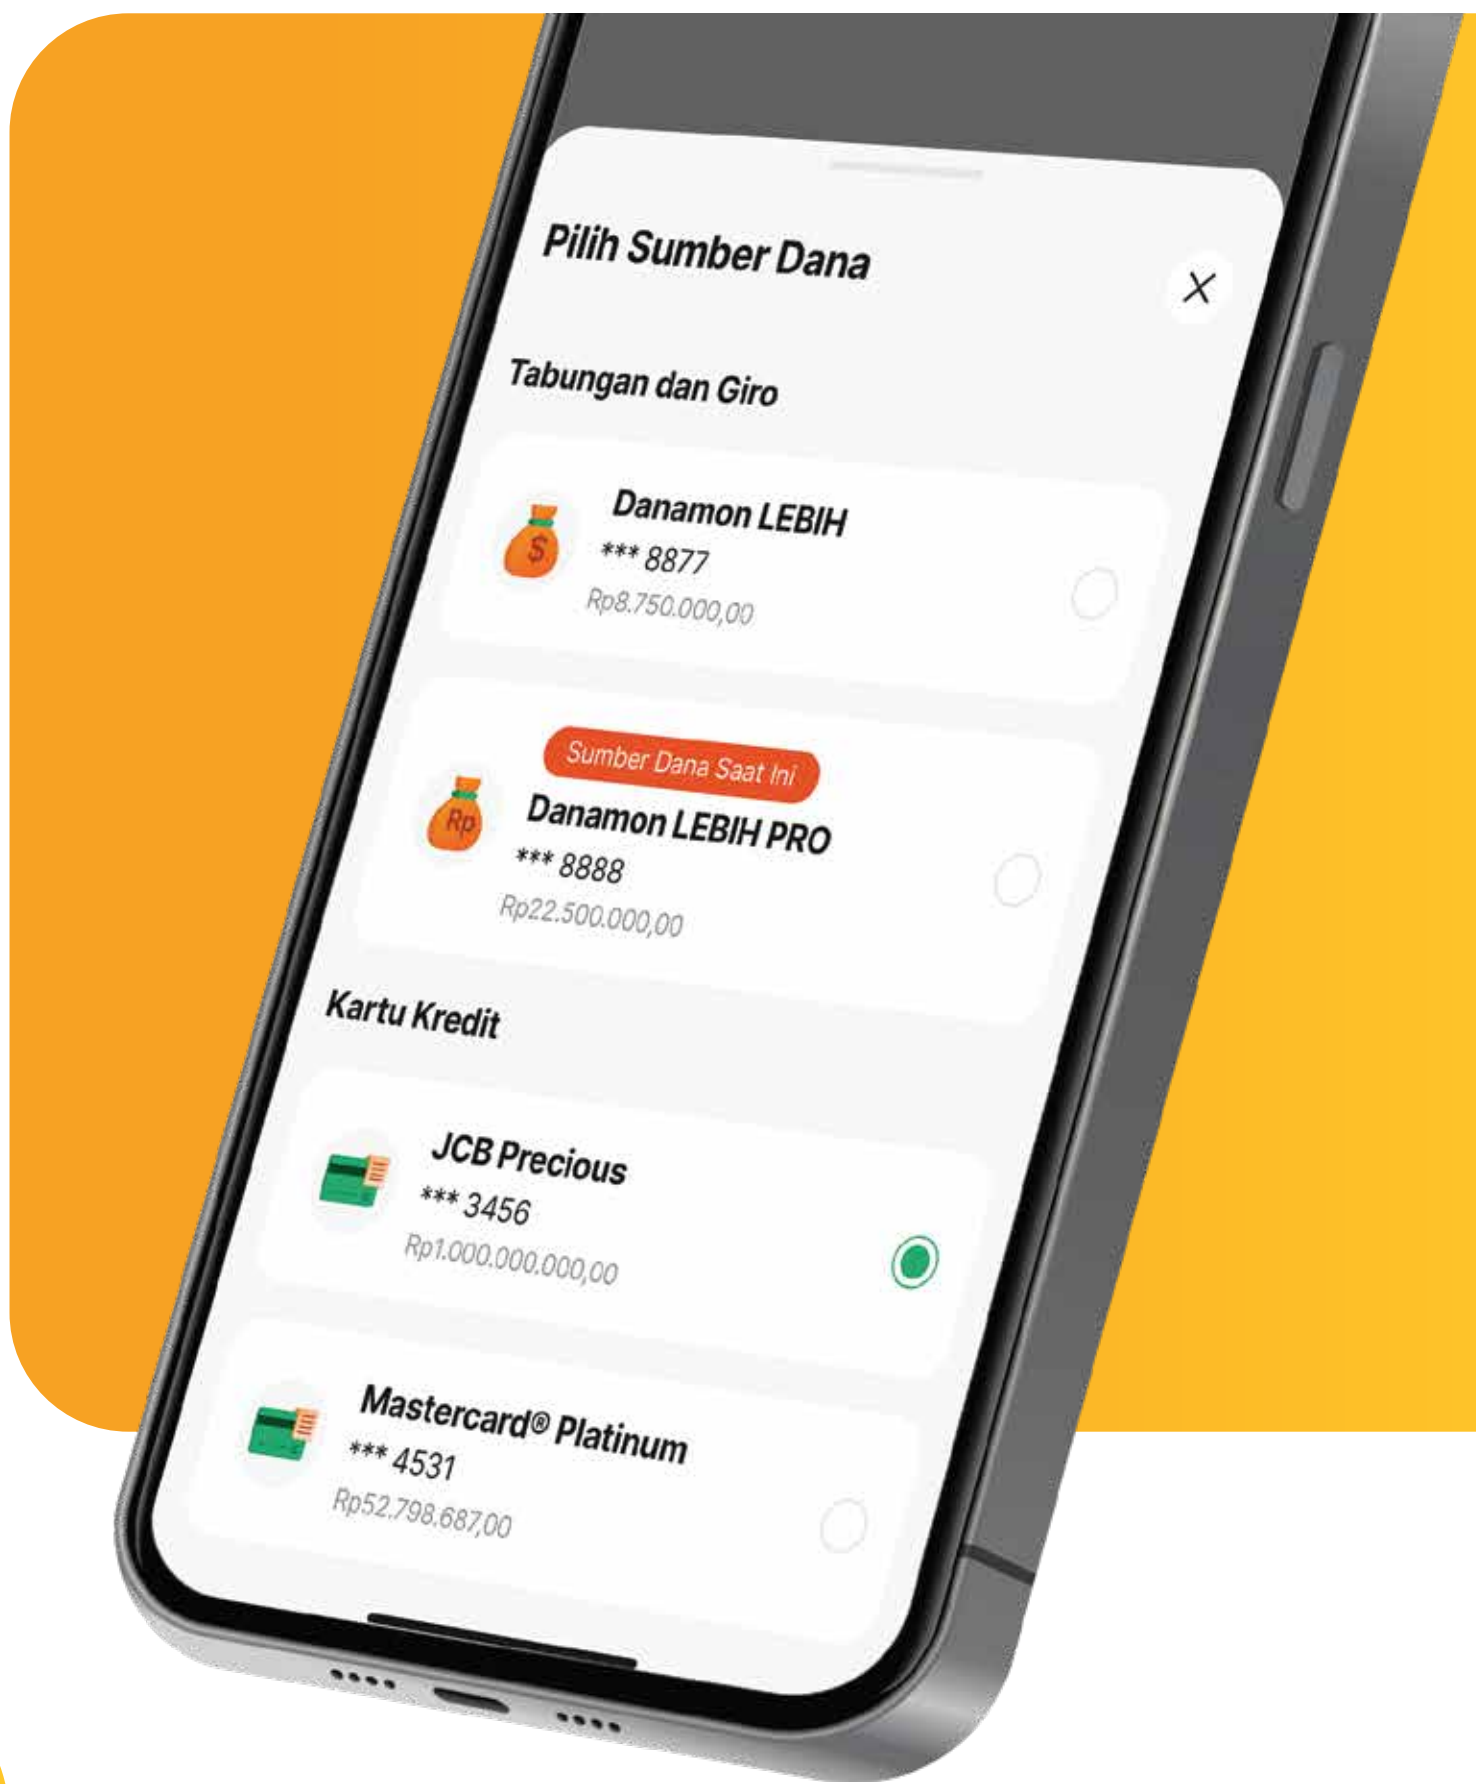 Pilih Sumber Dana
Tabungan dan Giro
$
Danamon LEBIH
*** 8877
Rp8.750.000,00
Sumber Dana Saat Ini
Rp
Danamon LEBIH PRO
*** 8888
Rp22.500.000,00
Kartu Kredit
JCB Precious
*** 3456
Rp1.000.000.000,00
Mastercard® Platinum
*** 4531
Rp52.798.687,00